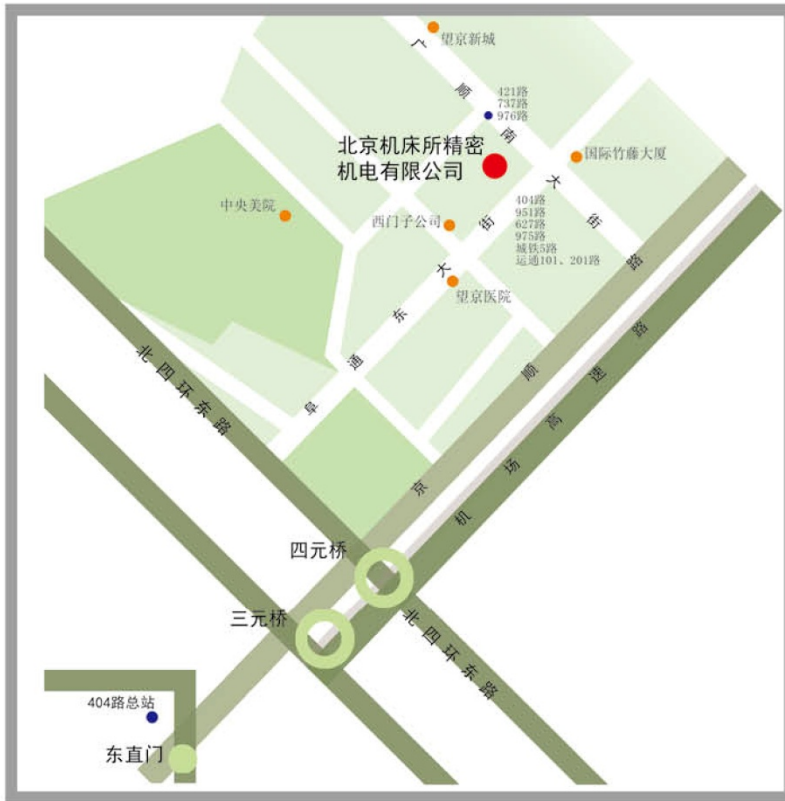 望京新城
广顺南大街
421路
737路
976路
北京机床所精密
机电有限公司
国际竹藤大厦
中央美院
西门子公司
404路
951路
627路
975路
城铁5路
运通101、201路
望京医院
阜通东大街
北四环东路
京顺路
机场高速路
四元桥
三元桥
北四环东路
404路总站
东直门